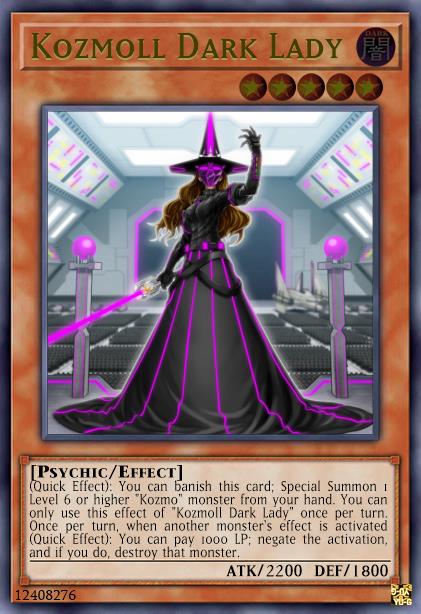 Kozmoll Dark Lady
DARK
闇
[Psychic/Effect]
(Quick Effect): You can banish this card; Special Summon 1
Level 6 or higher "Kozmo" monster from your hand. You can
only use this effect of "Kozmoll Dark Lady" once per turn.
Once per turn, when another monster's effect is activated
(Quick Effect): You can pay 1000 LP; negate the activation,
and if you do, destroy that monster.
ATK/2200 DEF/1800
12408276